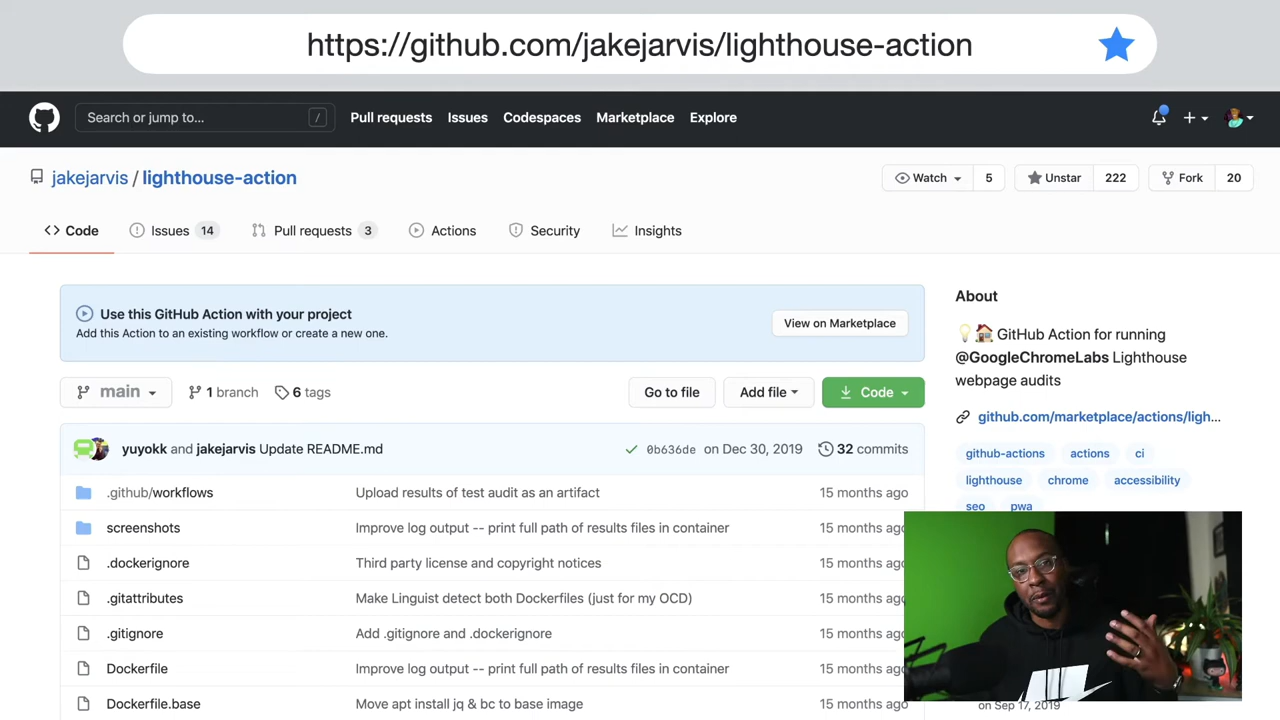 https://github.com/jakejarvis/lighthouse-action
Search or jump to... /
Pull requests Issues Codespaces Marketplace Explore
jakejarvis / lighthouse-action
Watch 5 Unstar 222 Fork 20
<> Code Issues 14 Pull requests 3 Actions Security Insights
Use this GitHub Action with your project
Add this Action to an existing workflow or create a new one.
View on Marketplace
main 1 branch 6 tags Go to file Add file Code
yuyokk and jakejarvis Update README.md 0b636de on Dec 30, 2019 32 commits
.github/workflows Upload results of test audit as an artifact 15 months ago
screenshots Improve log output -- print full path of results files in container 15 months ago
.dockerignore Third party license and copyright notices 15 months ago
.gitattributes Make Linguist detect both Dockerfiles (just for my OCD) 15 months ago
.gitignore Add .gitignore and .dockerignore 15 months ago
Dockerfile Improve log output -- print full path of results files in container 15 months ago
Dockerfile.base Move apt install jq & bc to base image 15 months ago
About
GitHub Action for running
@GoogleChromeLabs Lighthouse
webpage audits
github.com/marketplace/actions/ligh...
github-actions actions ci
lighthouse chrome accessibility
seo pwa
on Sep 17, 2019